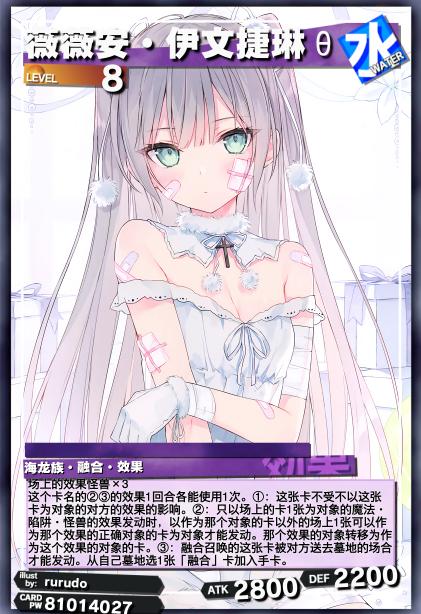 薇薇安・伊文捷琳 θ
水
WATER
LEVEL 8
海龙族・融合・效果
效果
场上的效果怪兽×3
这个卡名的②③的效果1回合各能使用1次。①：这张卡不受不以这张
卡为对象的对方的效果的影响。②：只以场上的卡1张为对象的魔法・
陷阱・怪兽的效果发动时，以作为那个对象的卡以外的场上1张可以作
为那个效果的正确对象的卡为对象才能发动。那个效果的对象转移为作
为这个效果的对象的卡。③：融合召唤的这张卡被对方送去墓地的场合
才能发动。从自己墓地选1张「融合」卡加入手卡。
illust by: rurudo
ATK 2800 DEF 2200
CARD PW 81014027